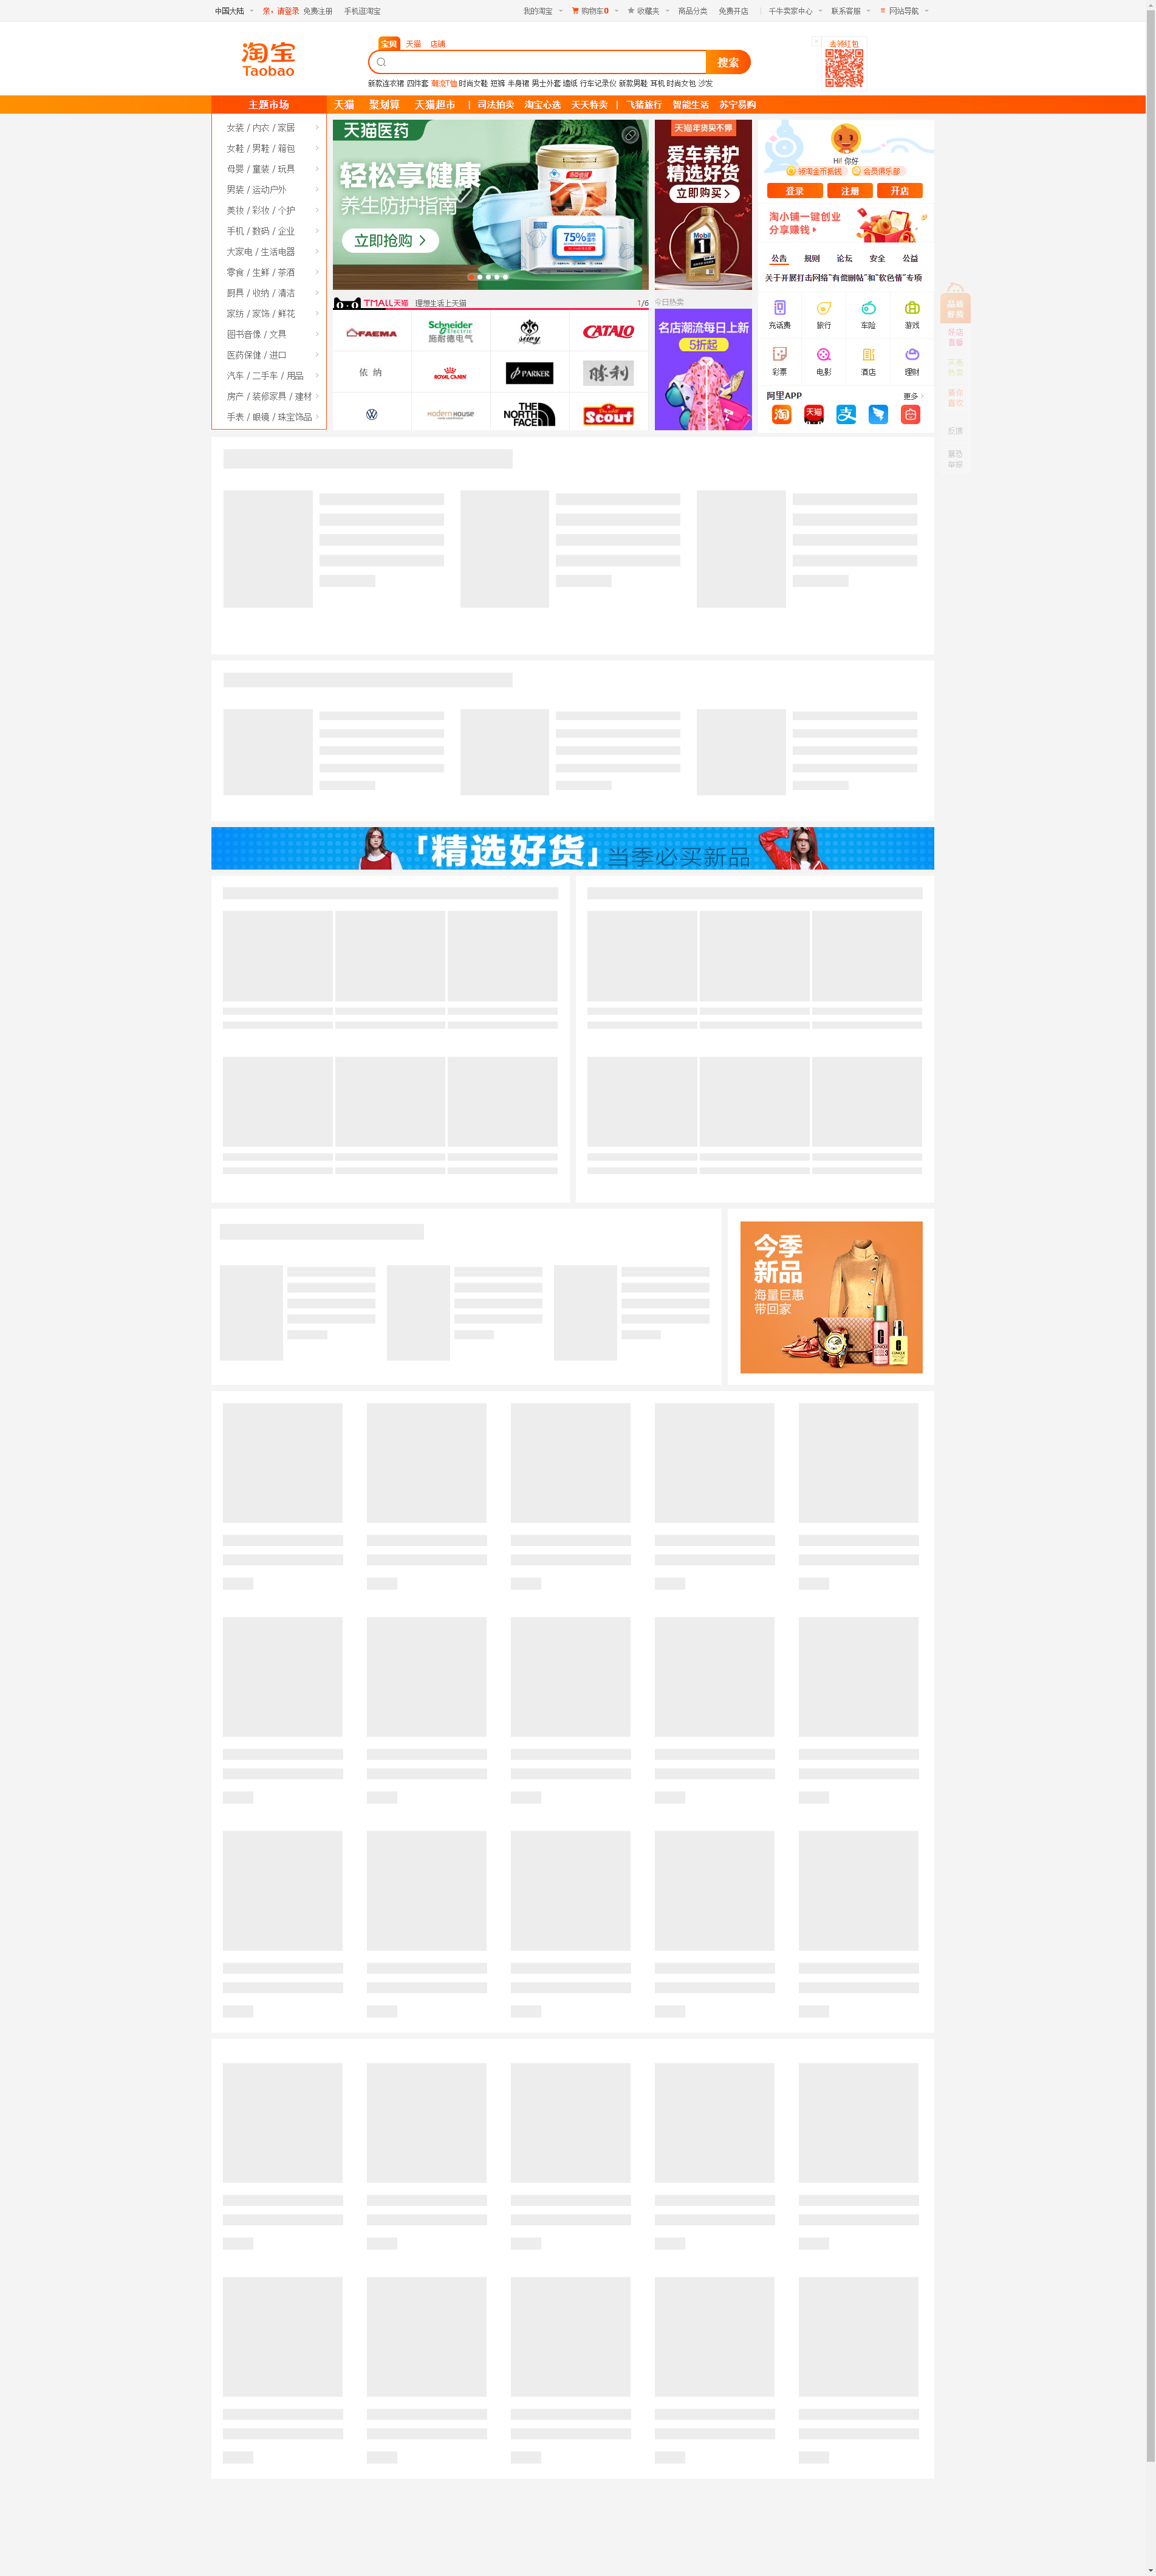 中国大陆 亲，请登录 免费注册 手机逛淘宝 我的淘宝 购物车0 收藏夹 商品分类 免费开店 千牛卖家中心 联系客服 网站导航
淘宝
Taobao
宝贝 天猫 店铺
搜索
新款连衣裙 四件套 潮流T恤 时尚女鞋 短裤 半身裙 男士外套 墙纸 行车记录仪 新款男鞋 耳机 时尚女包 沙发
去领红包
主题市场 天猫 聚划算 天猫超市 | 司法拍卖 淘宝心选 天天特卖 | 飞猪旅行 智能生活 苏宁易购
女装 / 内衣 / 家居
女鞋 / 男鞋 / 箱包
母婴 / 童装 / 玩具
男装 / 运动户外
美妆 / 彩妆 / 个护
手机 / 数码 / 企业
大家电 / 生活电器
零食 / 生鲜 / 茶酒
厨具 / 收纳 / 清洁
家纺 / 家饰 / 鲜花
图书音像 / 文具
医药保健 / 进口
汽车 / 二手车 / 用品
房产 / 装修家具 / 建材
手表 / 眼镜 / 珠宝饰品
天猫医药
轻松享健康
养生防护指南
立即抢购
75%
TMALL天猫 理想生活上天猫 1/6
FAEMA
Schneider
Electric
施耐德电气
CATALO
依纳
ROYAL CANIN
PARKER
勝利
modern HOUSE
THE
NORTH
FACE
Scout
天猫年货买不停
爱车养护
精选好货
立即购买
Mobil
1
今日热卖
名店潮流每日上新
5折起
Hi! 你好
领淘金币抵钱 会员俱乐部
登录 注册 开店
淘小铺一键创业
分享赚钱
公告 规则 论坛 安全 公益
关于开展打击网络“有偿删帖”和“软色情”专项
充话费 旅行 车险 游戏
彩票 电影 酒店 理财
阿里APP 更多
淘 天猫 支
品质
好货
好店
直播
猜你
喜欢
反馈
暴恐
举报
「精选好货」当季必买新品
今季
新品
海量巨惠
带回家
CLINIQUE
3
CLINIQUE